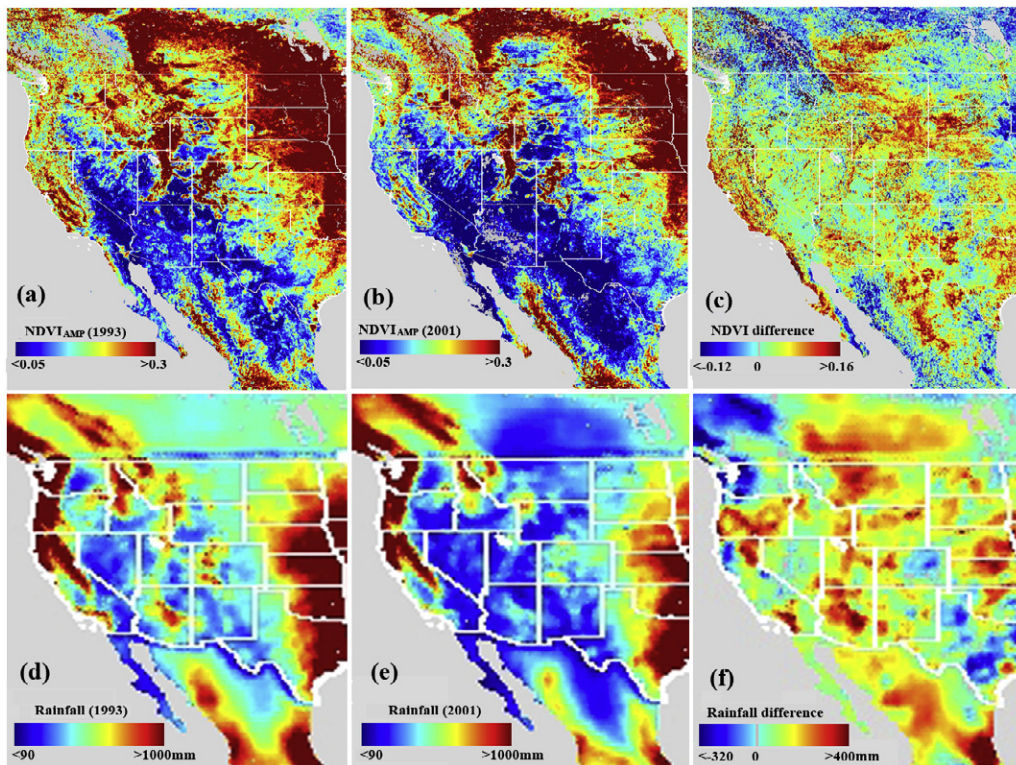 (a)
NDVIAMP (1993)
<0.05 >0.3
(b)
NDVIAMP (2001)
<0.05 >0.3
(c)
NDVI difference
<-0.12 0 >0.16
(d)
Rainfall (1993)
<90 >1000mm
(e)
Rainfall (2001)
<90 >1000mm
(f)
Rainfall difference
<-320 0 >400mm